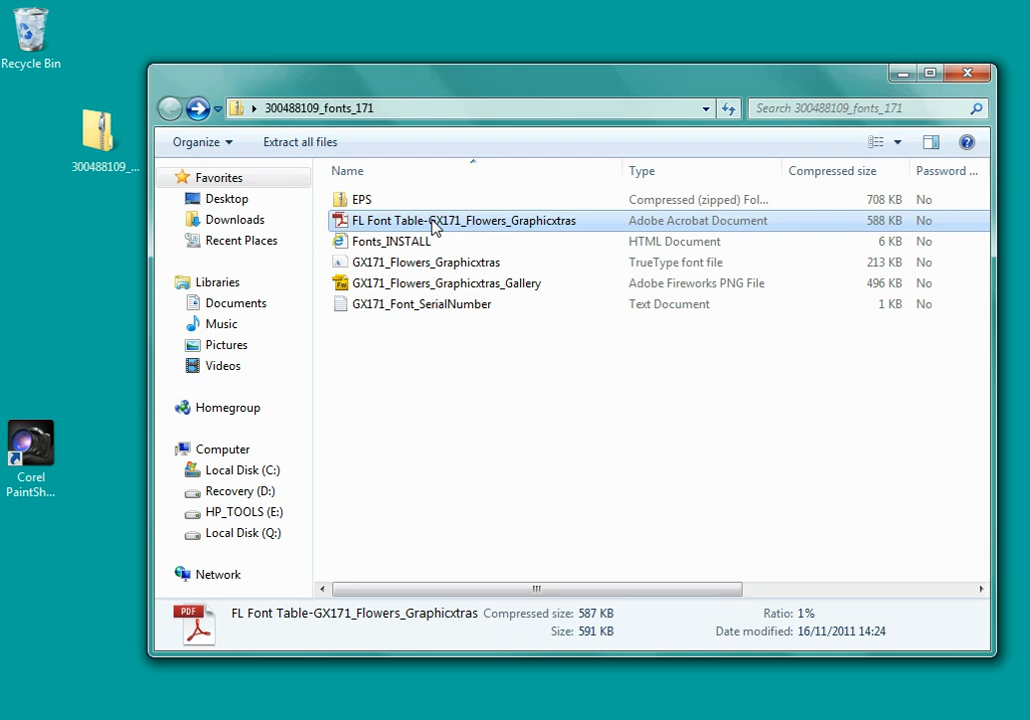 Recycle Bin
300488109_...
Corel
PaintSh...
300488109_fonts_171
Search 300488109_fonts_171
Organize
Extract all files
Name
Type
Compressed size
Password ...
Favorites
Desktop
Downloads
Recent Places
Libraries
Documents
Music
Pictures
Videos
Homegroup
Computer
Local Disk (C:)
Recovery (D:)
HP_TOOLS (E:)
Local Disk (Q:)
Network
EPS
Compressed (zipped) Fol...
708 KB
No
FL Font Table-GX171_Flowers_Graphicxtras
Adobe Acrobat Document
588 KB
No
Fonts_INSTALL
HTML Document
6 KB
No
GX171_Flowers_Graphicxtras
TrueType font file
213 KB
No
GX171_Flowers_Graphicxtras_Gallery
Adobe Fireworks PNG File
496 KB
No
GX171_Font_SerialNumber
Text Document
1 KB
No
PDF
FL Font Table-GX171_Flowers_Graphicxtras
Compressed size: 587 KB
Ratio: 1%
Size: 591 KB
Date modified: 16/11/2011 14:24